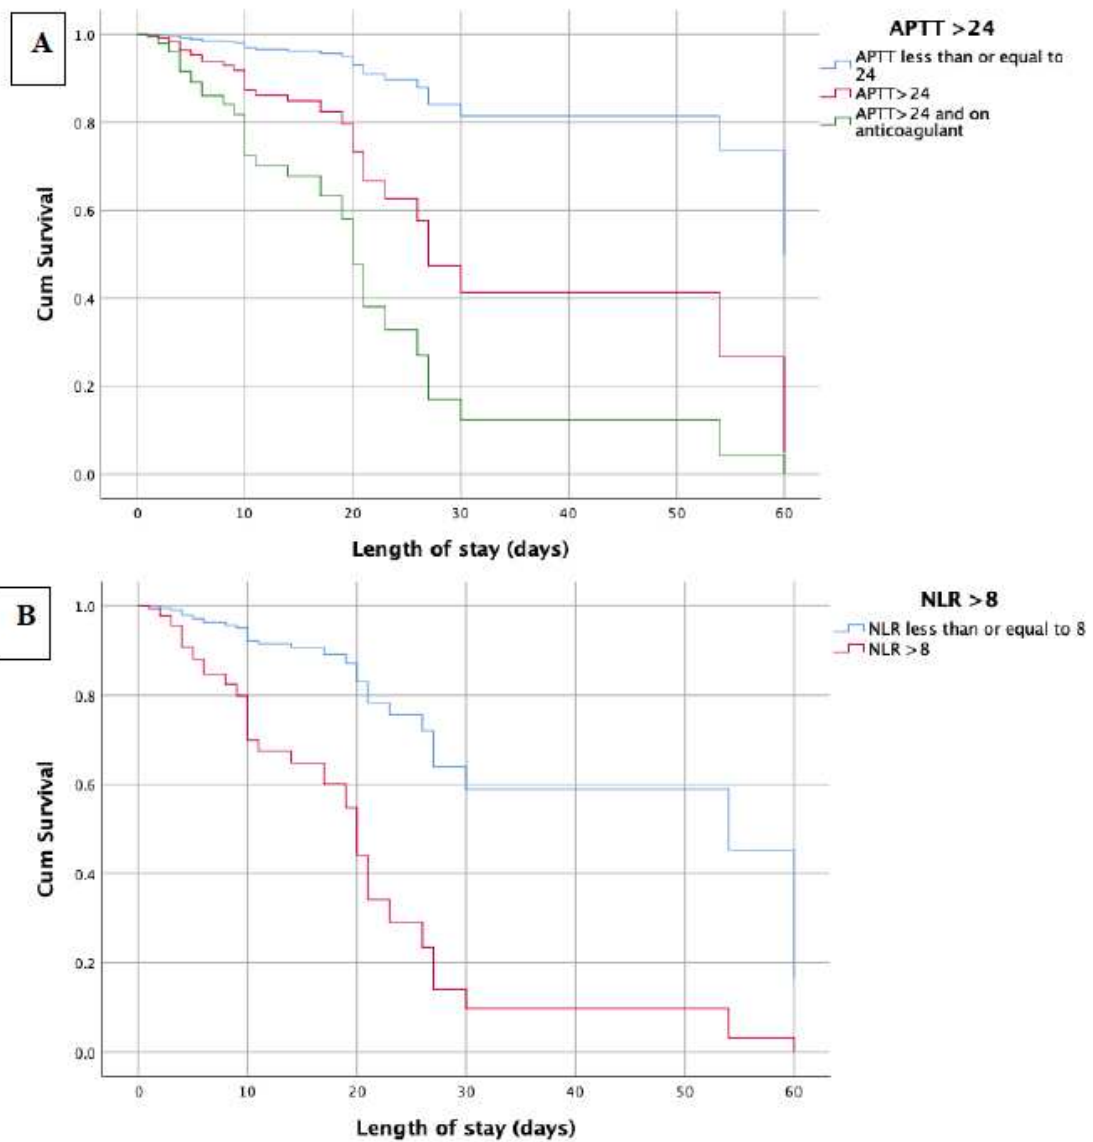 A
APTT >24
APTT less than or equal to
24
APTT>24
APTT>24 and on
anticoagulant
1.0
0.8
0.6
0.4
0.2
0.0
Cum Survival
0 10 20 30 40 50 60
Length of stay (days)
B
NLR >8
NLR less than or equal to 8
NLR >8
1.0
0.8
0.6
0.4
0.2
0.0
Cum Survival
0 10 20 30 40 50 60
Length of stay (days)